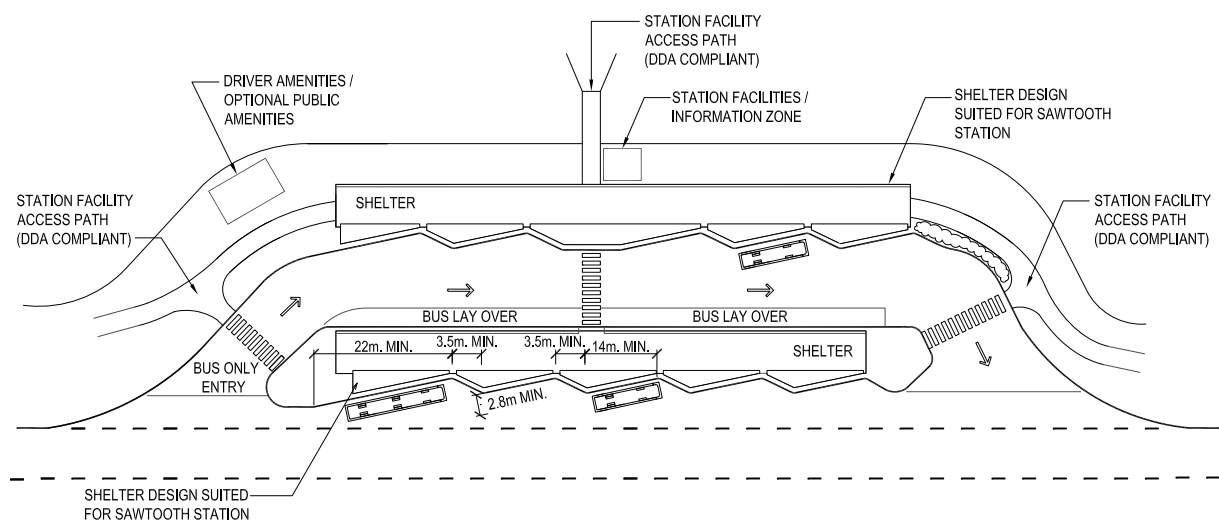 STATION FACILITY
ACCESS PATH
(DDA COMPLIANT)
DRIVER AMENITIES /
OPTIONAL PUBLIC
AMENITIES
STATION FACILITIES /
INFORMATION ZONE
SHELTER DESIGN
SUITED FOR SAWTOOTH
STATION
STATION FACILITY
ACCESS PATH
(DDA COMPLIANT)
SHELTER
STATION FACILITY
ACCESS PATH
(DDA COMPLIANT)
BUS LAY OVER
BUS LAY OVER
22m. MIN.
3.5m. MIN.
3.5m. MIN.
14m. MIN.
SHELTER
BUS ONLY
ENTRY
2.8m MIN.
SHELTER DESIGN SUITED
FOR SAWTOOTH STATION